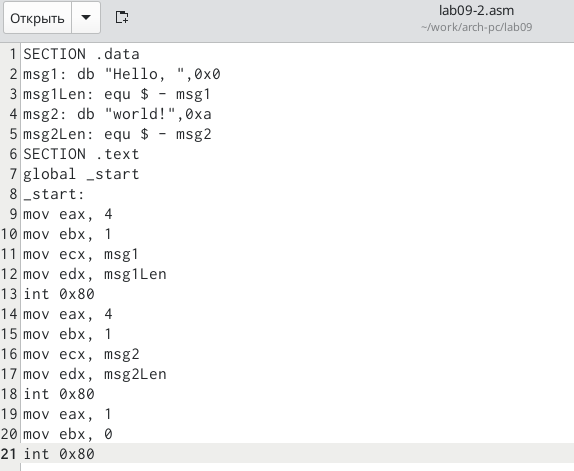 Открыть
lab09-2.asm
~/work/arch-pc/lab09
1 SECTION .data
2 msg1: db "Hello, ",0x0
3 msg1Len: equ $ - msg1
4 msg2: db "world!",0xa
5 msg2Len: equ $ - msg2
6 SECTION .text
7 global _start
8 _start:
9 mov eax, 4
10 mov ebx, 1
11 mov ecx, msg1
12 mov edx, msg1Len
13 int 0x80
14 mov eax, 4
15 mov ebx, 1
16 mov ecx, msg2
17 mov edx, msg2Len
18 int 0x80
19 mov eax, 1
20 mov ebx, 0
21 int 0x80